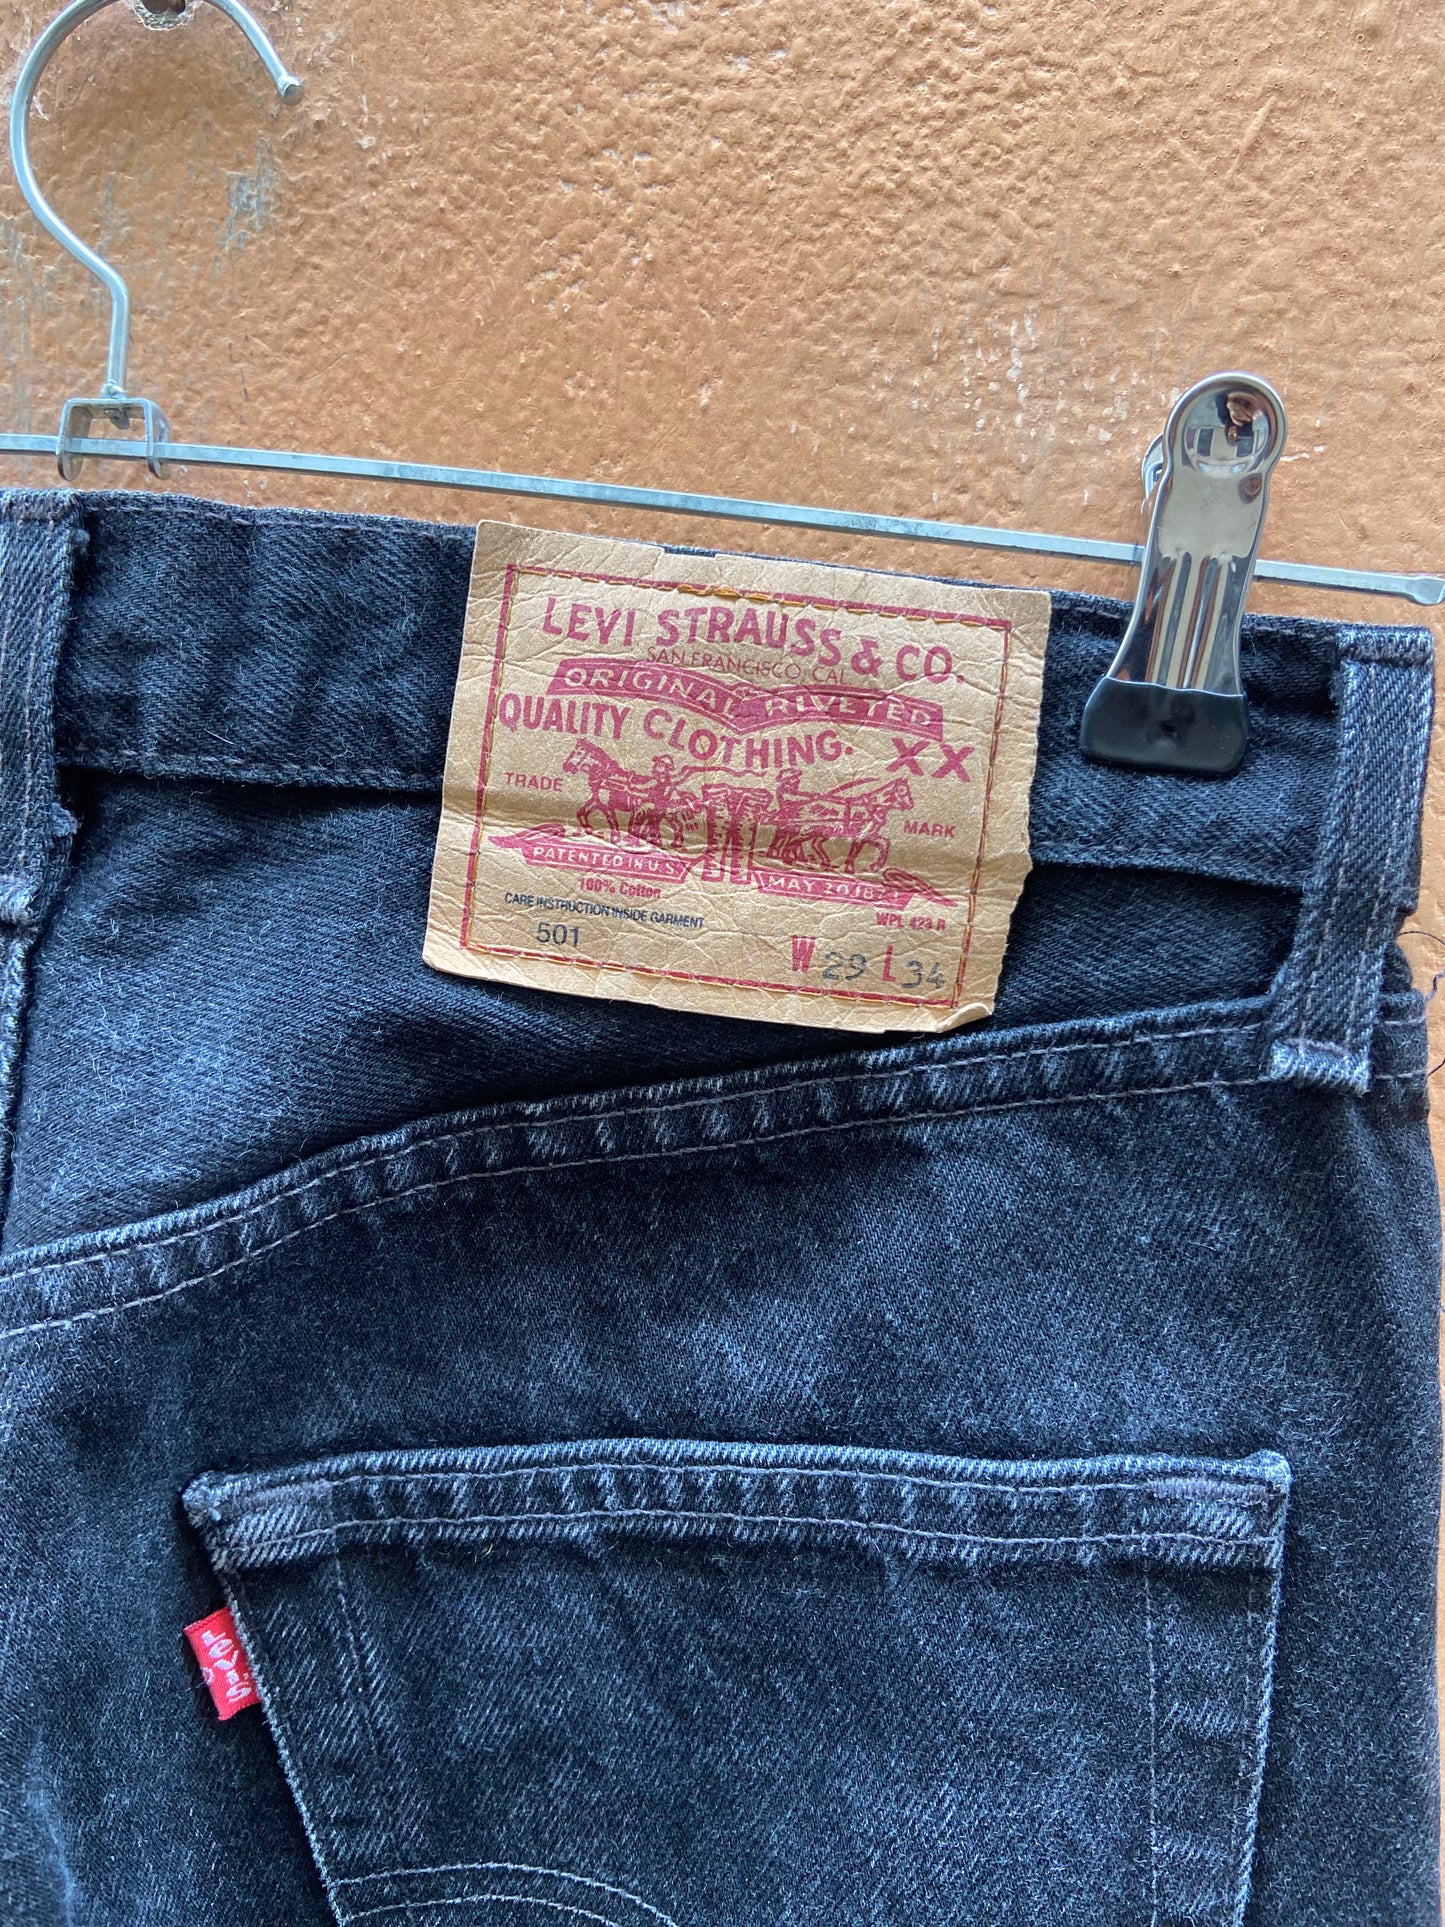 LEVI STRAUSS & CO.
SAN FRANCISCO, CAL.
ORIGINAL RIVETED
QUALITY CLOTHING. XX
TRADE MARK
PATENTED IN U.S. MAY 20 187
100% Cotton
WPL 423 R
CARE INSTRUCTION INSIDE GARMENT
501
W 29 L 34
LEVI'S